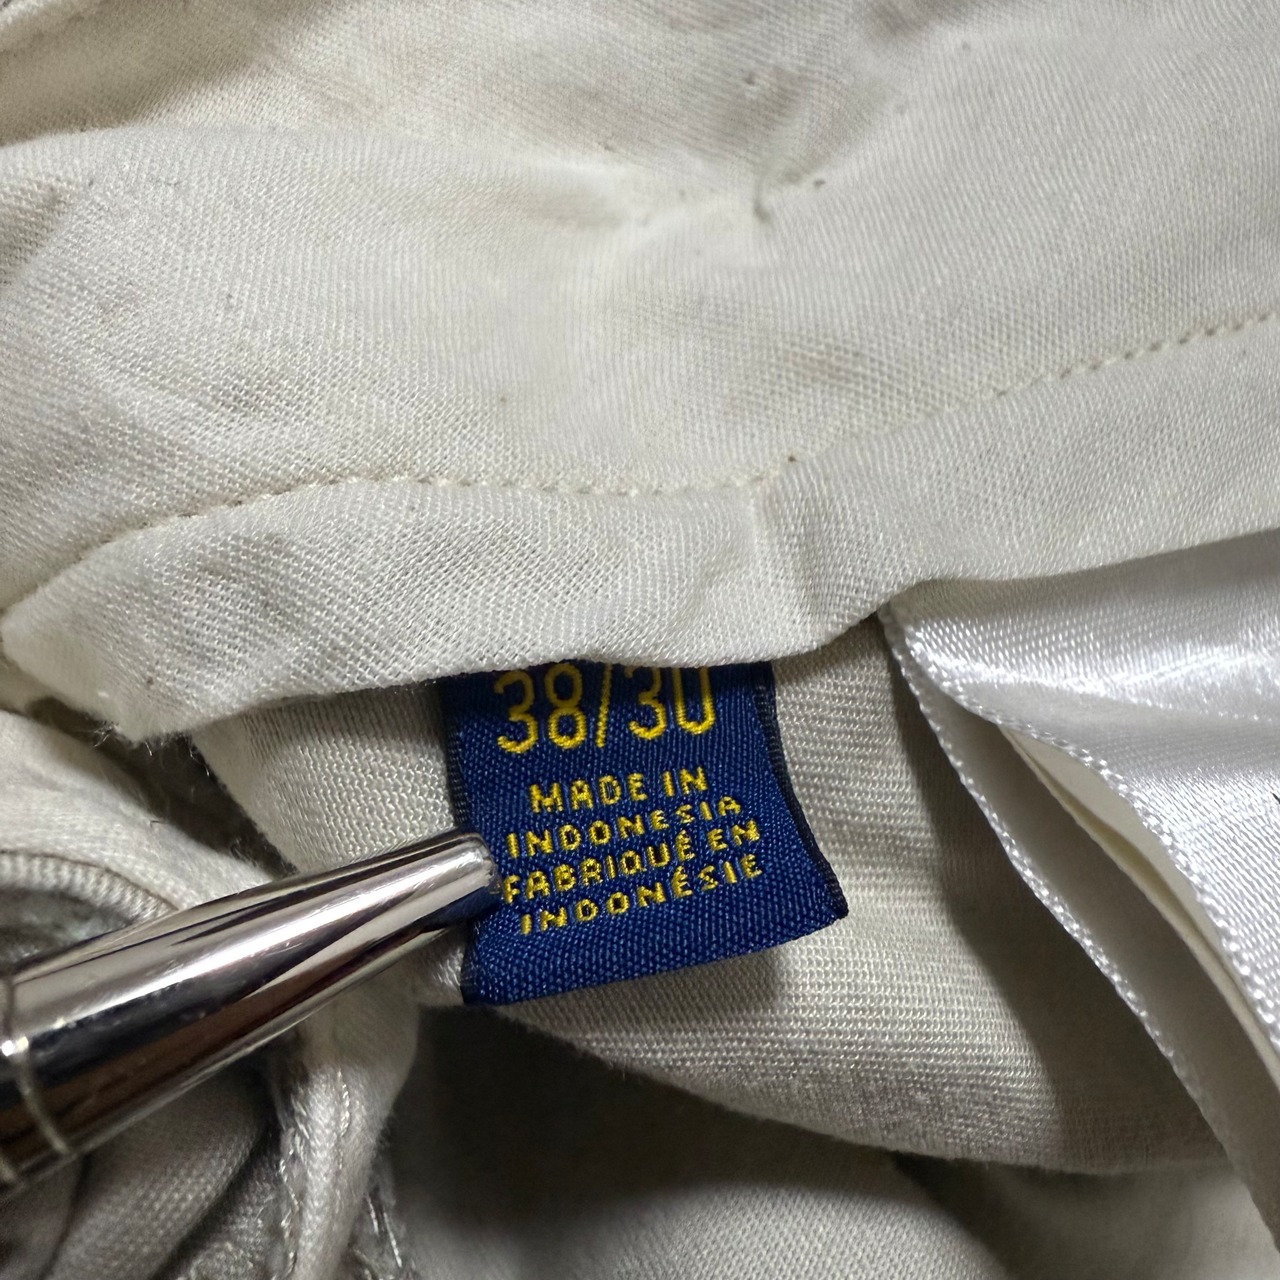 38/30
MADE IN
INDONESIA
FABRIQUÉ EN
INDONÉSIE